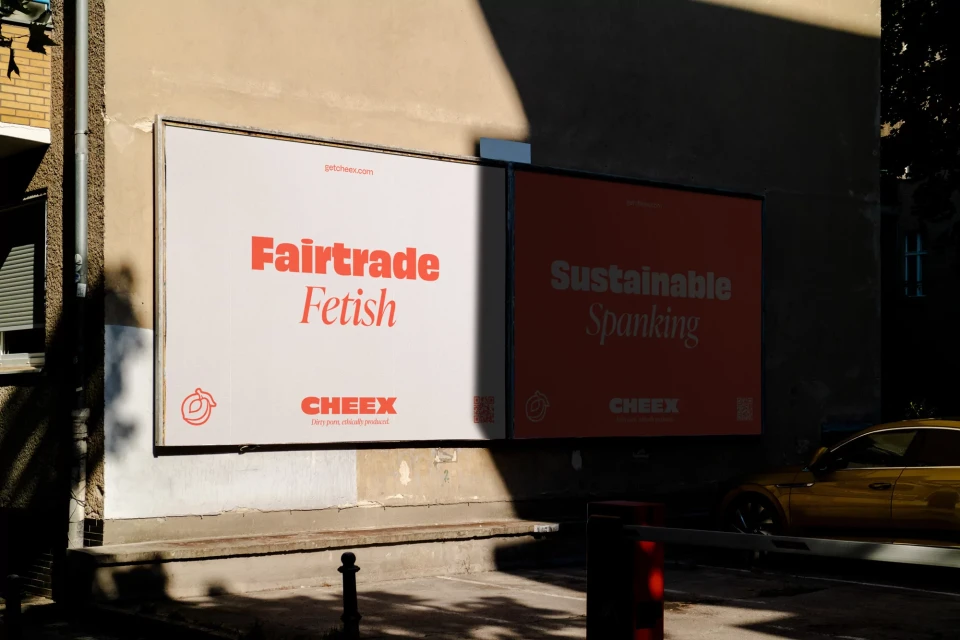 getcheex.com
Fairtrade
Fetish
CHEEX
Dirty porn, ethically produced.
Sustainable
Spanking
CHEEX